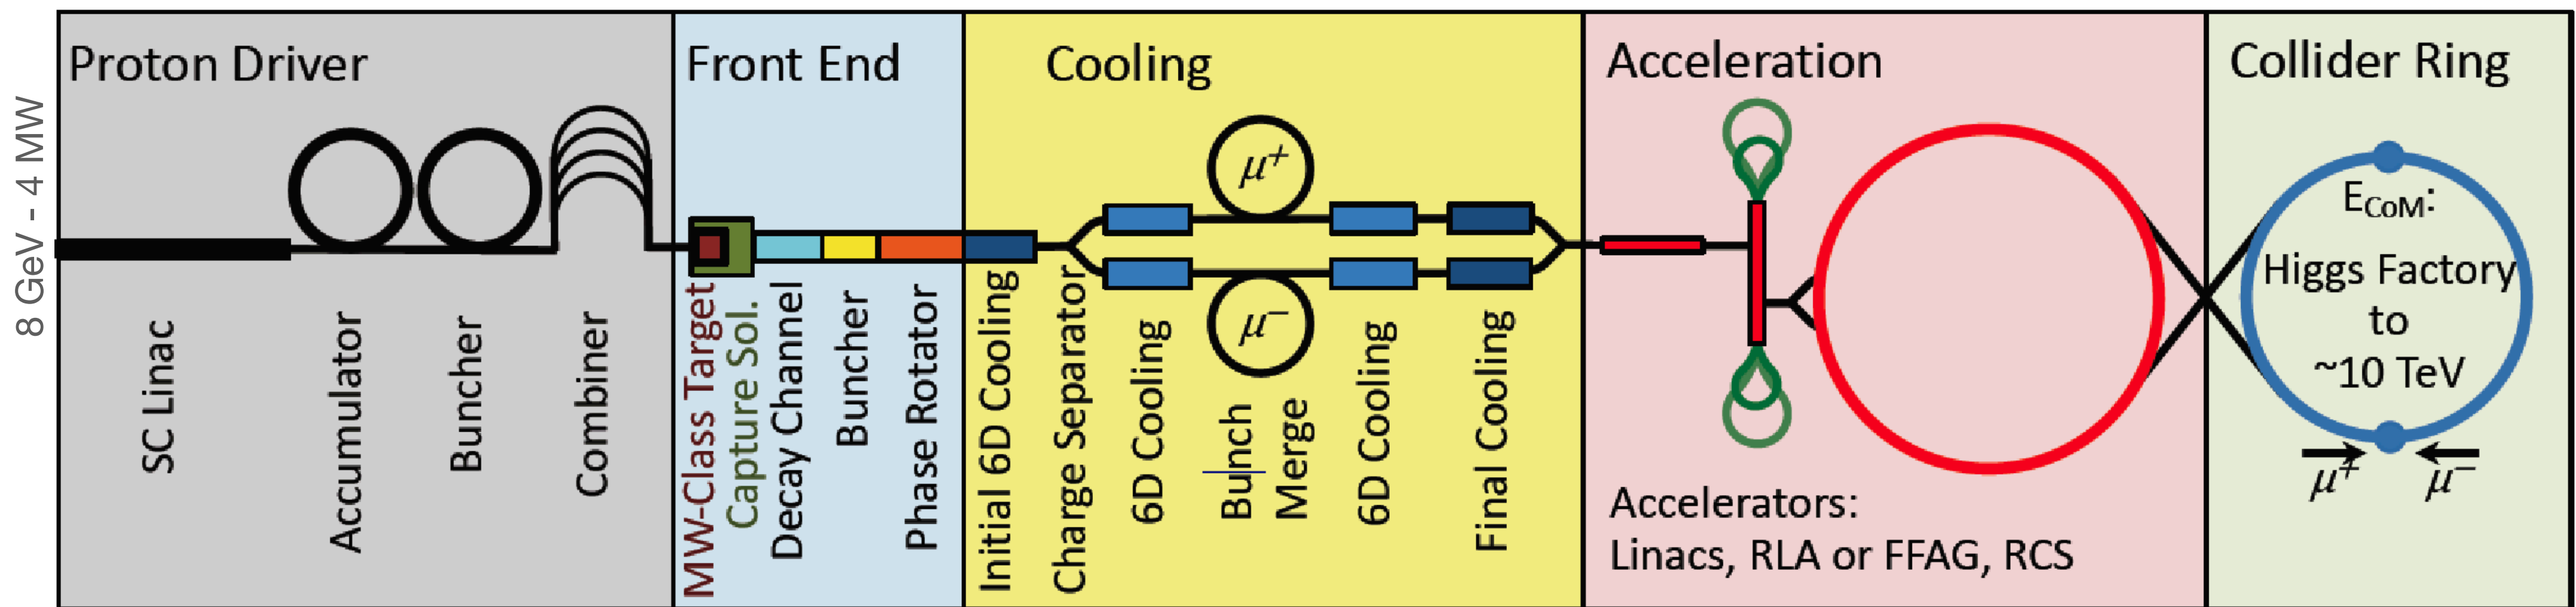 8 GeV - 4 MW
Proton Driver
SC Linac
Accumulator
Buncher
Combiner
Front End
MW-Class Target
Capture Sol.
Decay Channel
Buncher
Phase Rotator
Cooling
Initial 6D Cooling
Charge Separator
6D Cooling
μ+
μ−
Bunch
Merge
6D Cooling
Final Cooling
Acceleration
Accelerators:
Linacs, RLA or FFAG, RCS
Collider Ring
ECoM:
Higgs Factory
to
~10 TeV
μ+ μ−